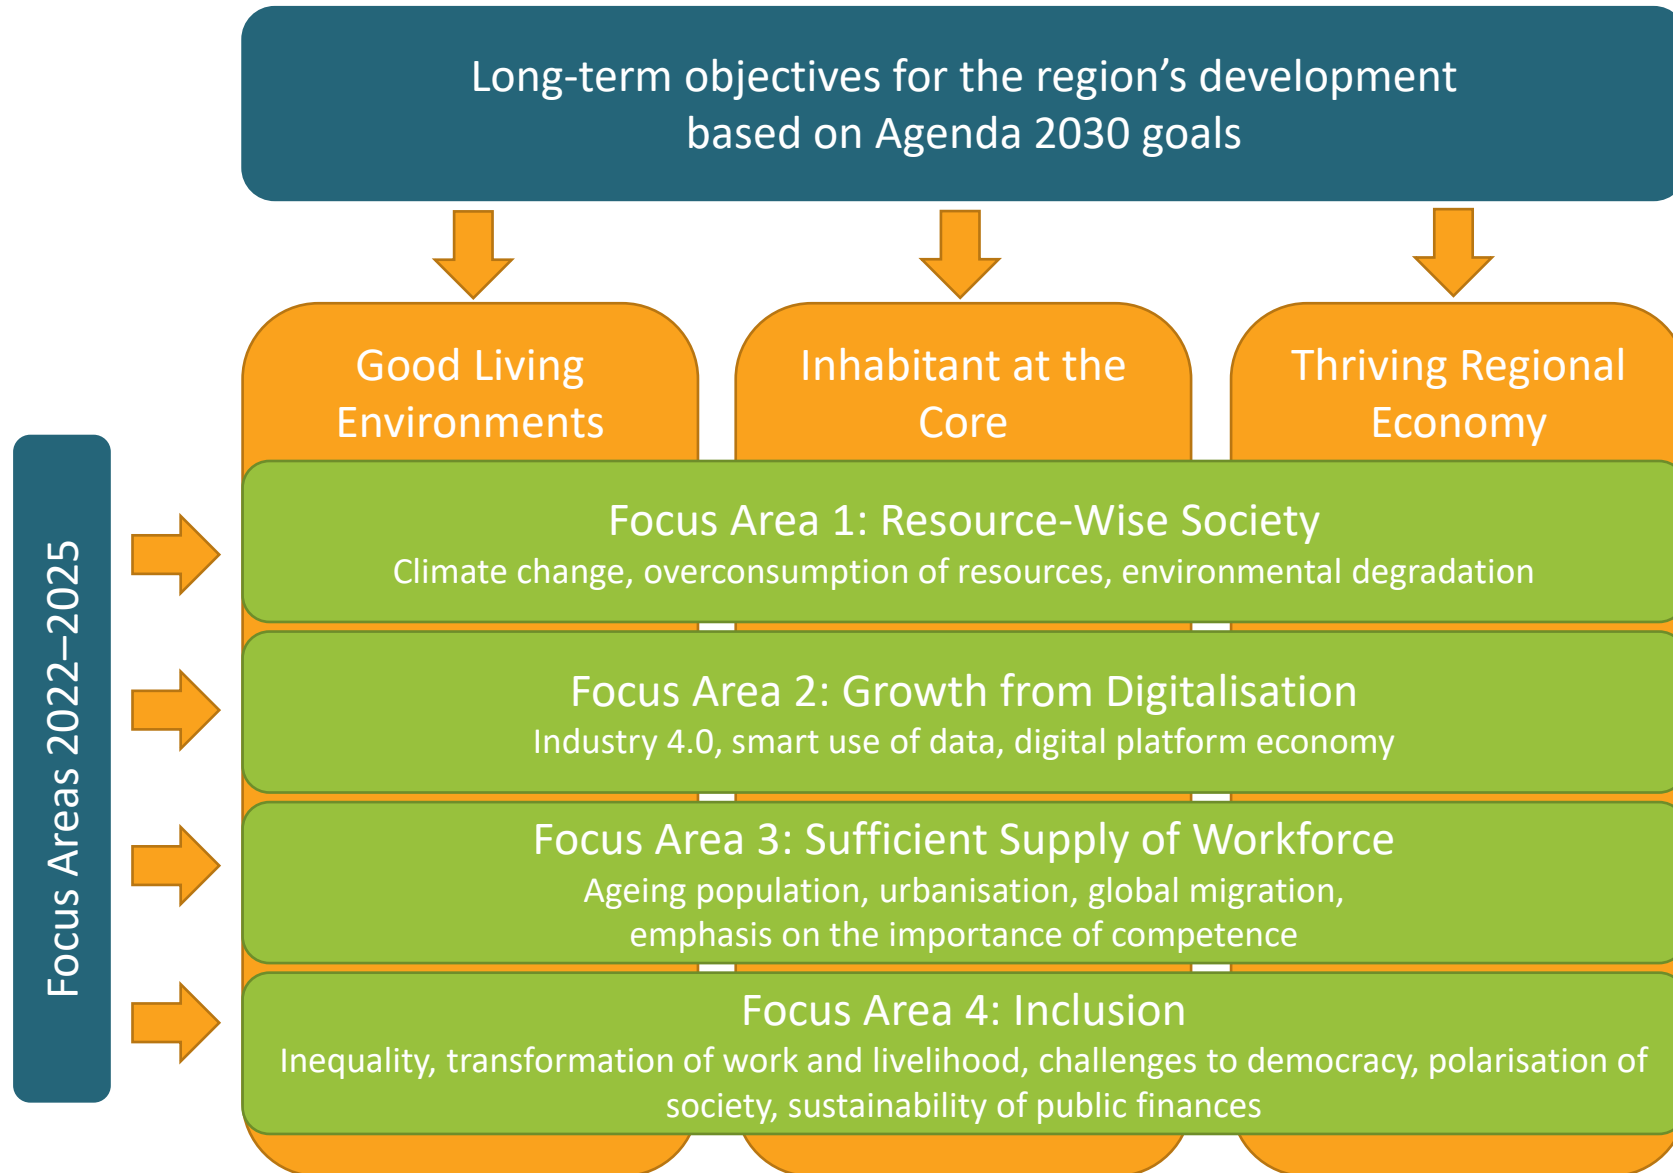 Long-term objectives for the region’s development
based on Agenda 2030 goals
Good Living
Environments
Inhabitant at the
Core
Thriving Regional
Economy
Focus Areas 2022–2025
Focus Area 1: Resource-Wise Society
Climate change, overconsumption of resources, environmental degradation
Focus Area 2: Growth from Digitalisation
Industry 4.0, smart use of data, digital platform economy
Focus Area 3: Sufficient Supply of Workforce
Ageing population, urbanisation, global migration,
emphasis on the importance of competence
Focus Area 4: Inclusion
Inequality, transformation of work and livelihood, challenges to democracy, polarisation of
society, sustainability of public finances